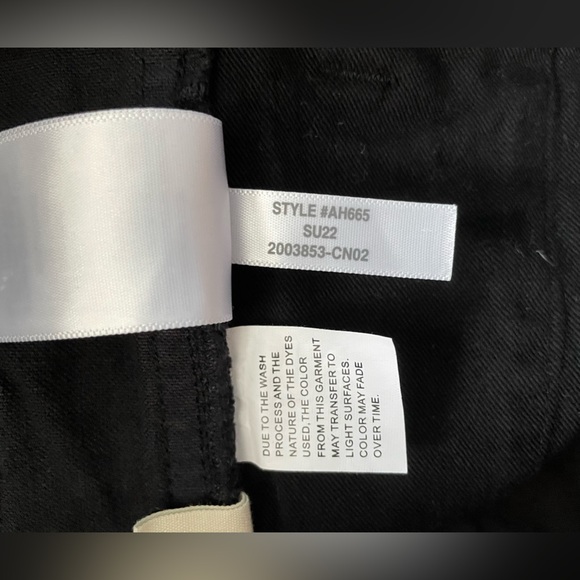 STYLE #AH665
SU22
2003853-CN02
DUE TO THE WASH
PROCESS AND THE
NATURE OF THE DYES
USED, THE COLOR
FROM THIS GARMENT
MAY TRANSFER TO
LIGHT SURFACES.
COLOR MAY FADE
OVER TIME.